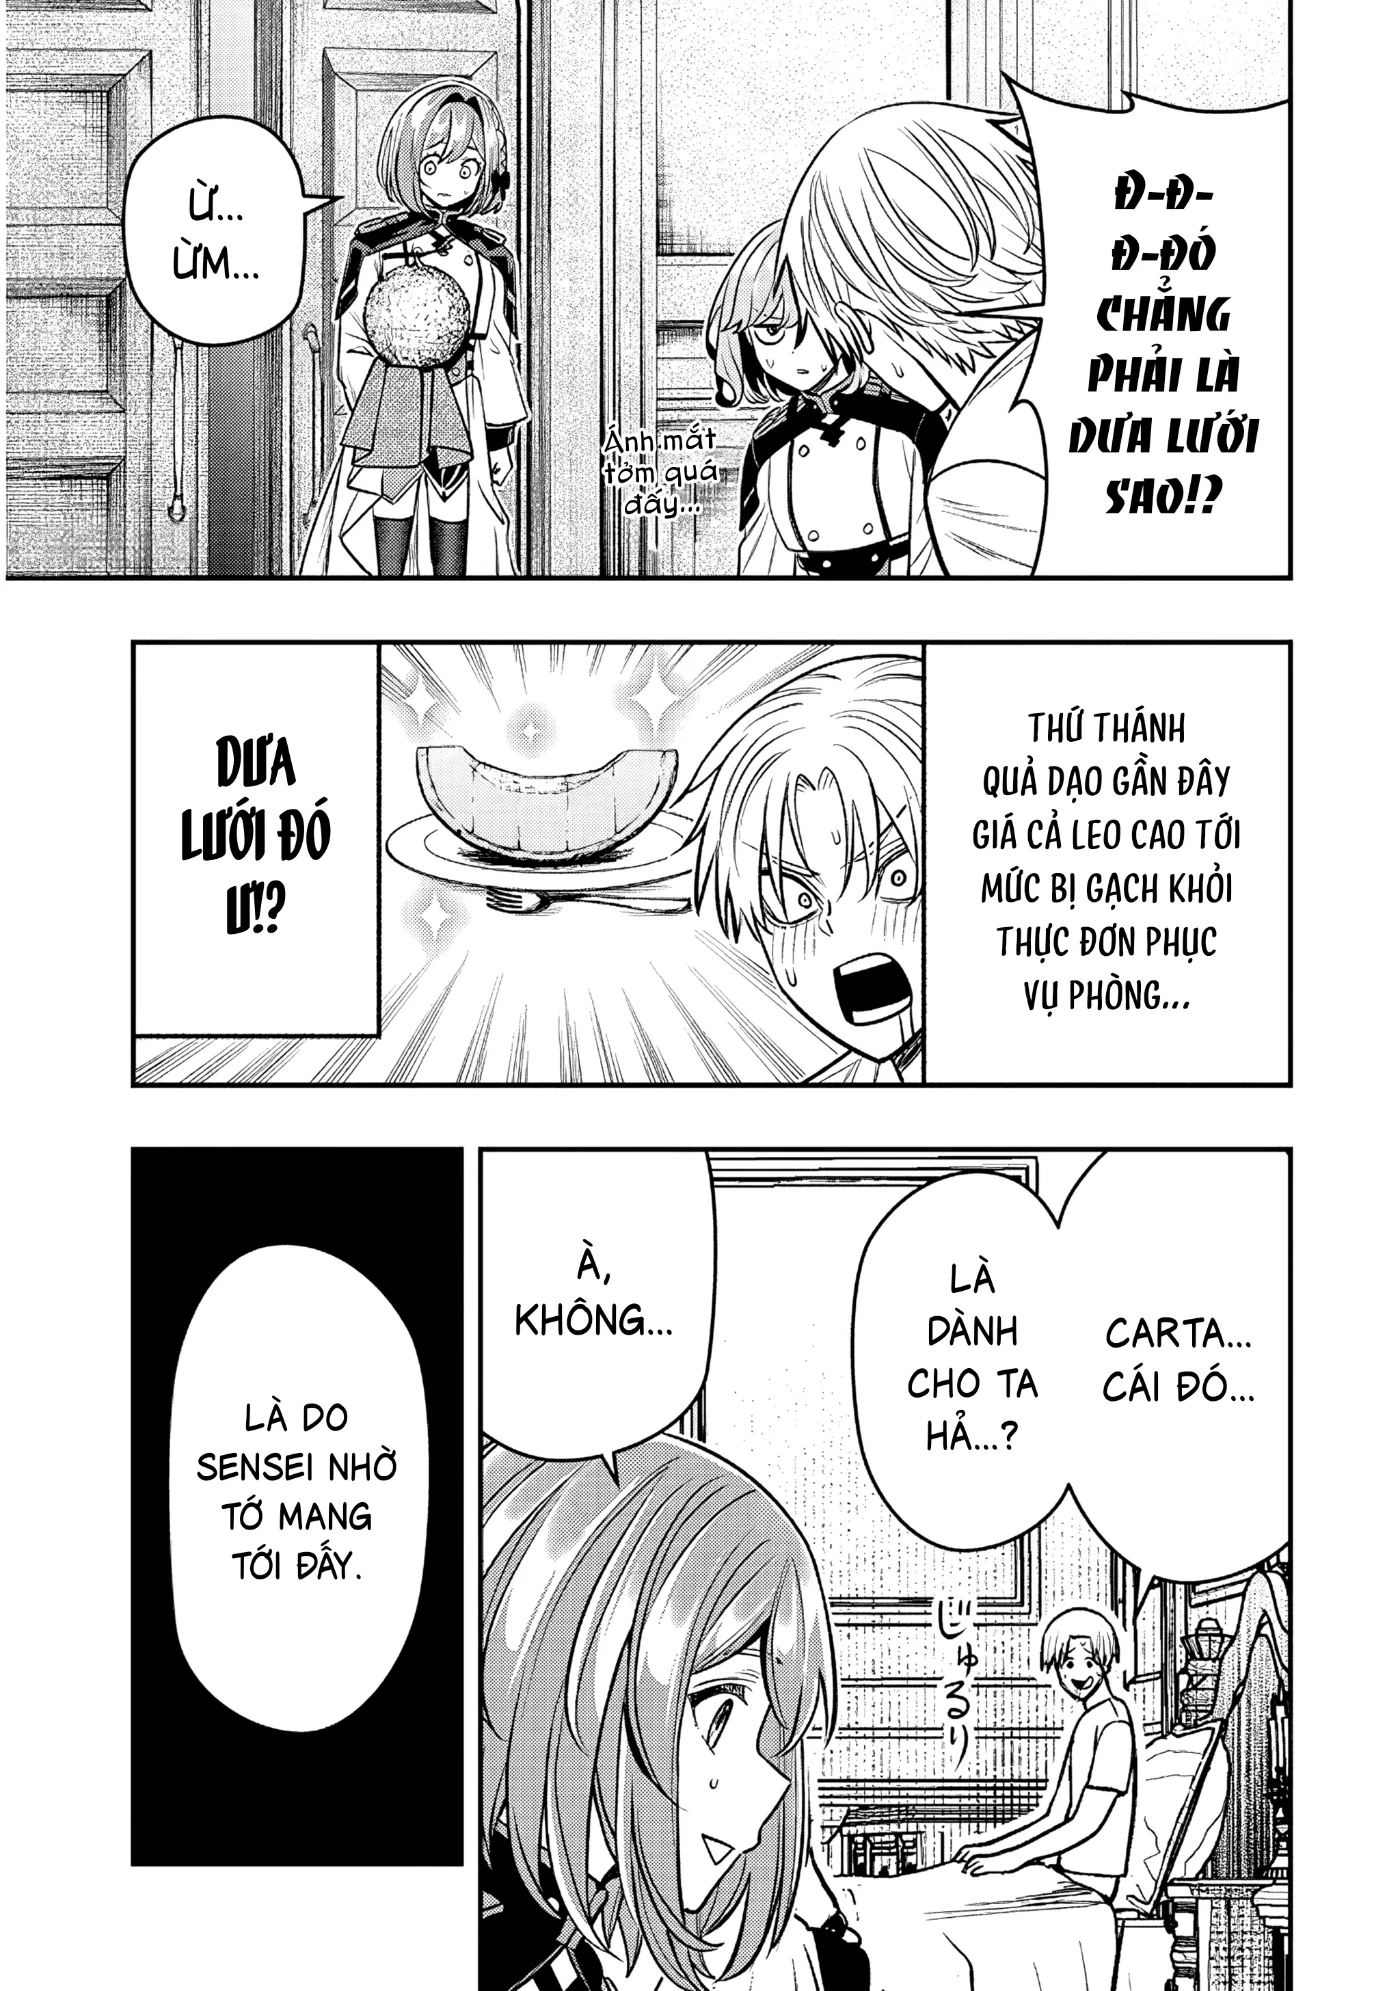 Đ-Đ-
Đ-ĐÓ
CHẲNG
PHẢI LÀ
DƯA LƯỚI
SAO!?
Ánh mắt
tởm quá
đấy...
Ừ...
ỪM...
THỨ THÁNH
QUẢ DẠO GẦN ĐÂY
GIÁ CẢ LEO CAO TỚI
MỨC BỊ GẠCH KHỎI
THỰC ĐƠN PHỤC
VỤ PHÒNG...
DƯA
LƯỚI ĐÓ
Ư!?
CARTA...
CÁI ĐÓ...
LÀ
DÀNH
CHO TA
HẢ...?
じゅるり
À,
KHÔNG...
LÀ DO
SENSEI NHỜ
TỚ MANG
TỚI ĐẤY.